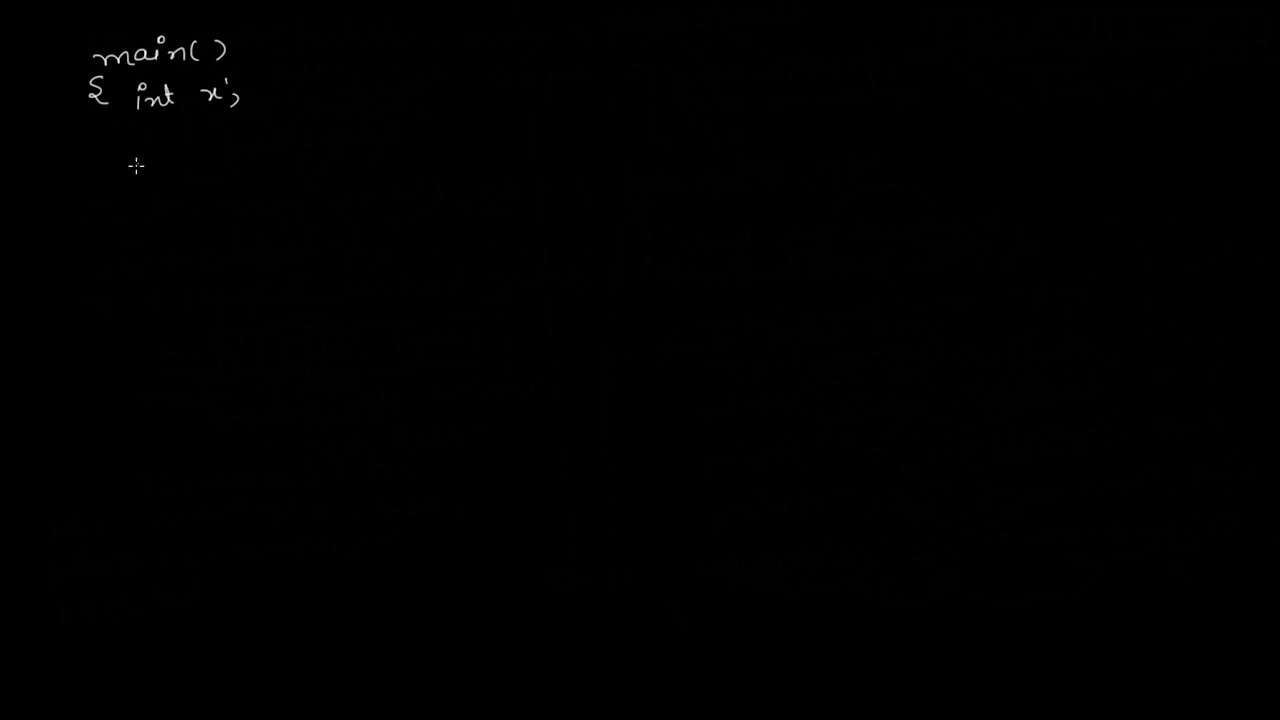 main()
{ int x;